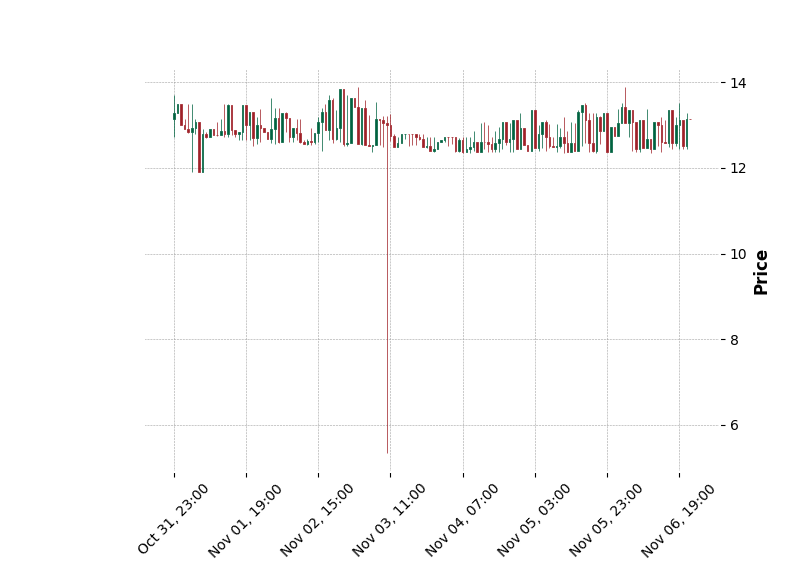 14
12
10
8
6
Price
Oct 31, 23:00
Nov 01, 19:00
Nov 02, 15:00
Nov 03, 11:00
Nov 04, 07:00
Nov 05, 03:00
Nov 05, 23:00
Nov 06, 19:00